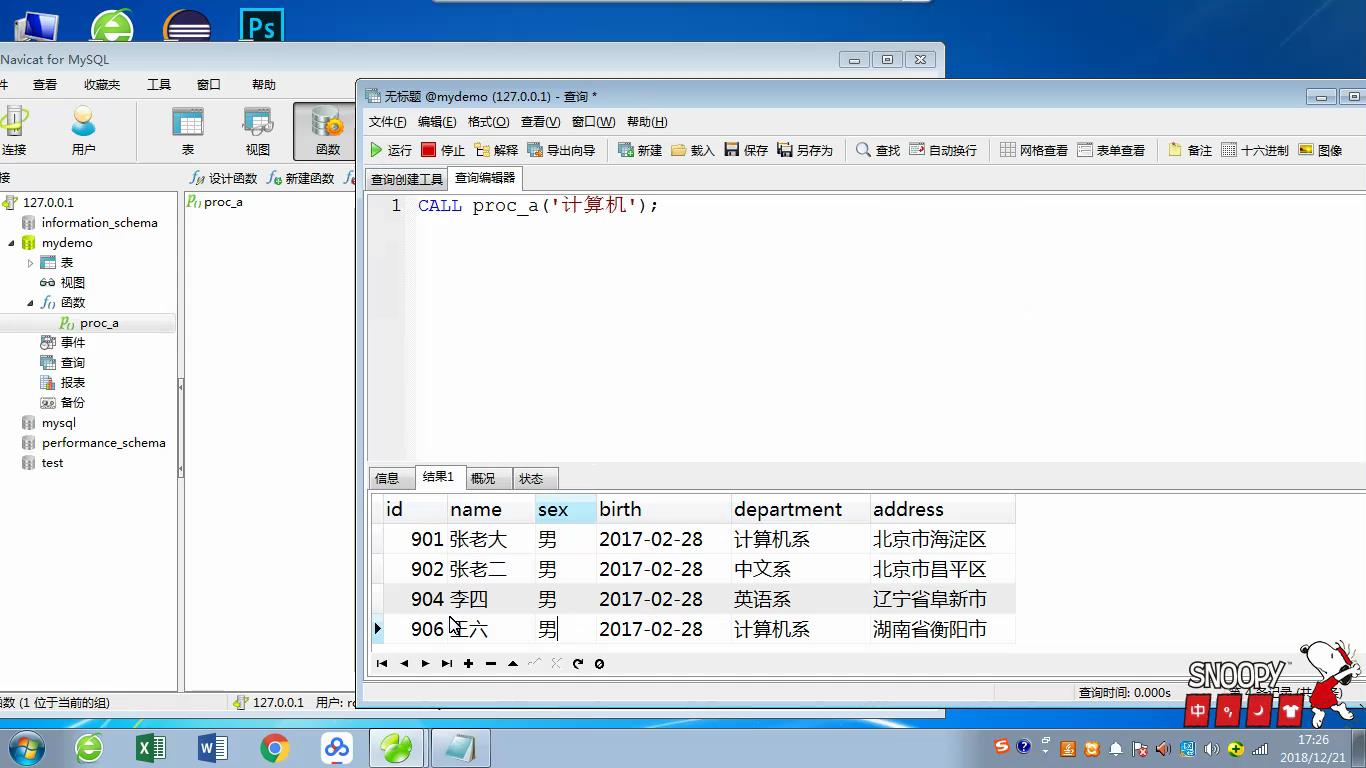 Ps
Navicat for MySQL
件 查看 收藏夹 工具 窗口 帮助
连接 用户 表 视图 函数
接
设计函数 新建函数
127.0.0.1
information_schema
mydemo
表
视图
函数
proc_a
事件
查询
报表
备份
mysql
performance_schema
test
proc_a
函数 (1 位于当前的组) 127.0.0.1 用户: ro
无标题 @mydemo (127.0.0.1) - 查询 *
文件(F) 编辑(E) 格式(O) 查看(V) 窗口(W) 帮助(H)
运行 停止 解释 导出向导 新建 载入 保存 另存为 查找 自动换行 网格查看 表单查看 备注 十六进制 图像
查询创建工具 查询编辑器
1 CALL proc_a('计算机');
信息 结果1 概况 状态
id name sex birth department address
901 张老大 男 2017-02-28 计算机系 北京市海淀区
902 张老二 男 2017-02-28 中文系 北京市昌平区
904 李四 男 2017-02-28 英语系 辽宁省阜新市
906 王六 男 2017-02-28 计算机系 湖南省衡阳市
查询时间: 0.000s 第 4 条记录
SNOOPY
中
17:26
2018/12/21